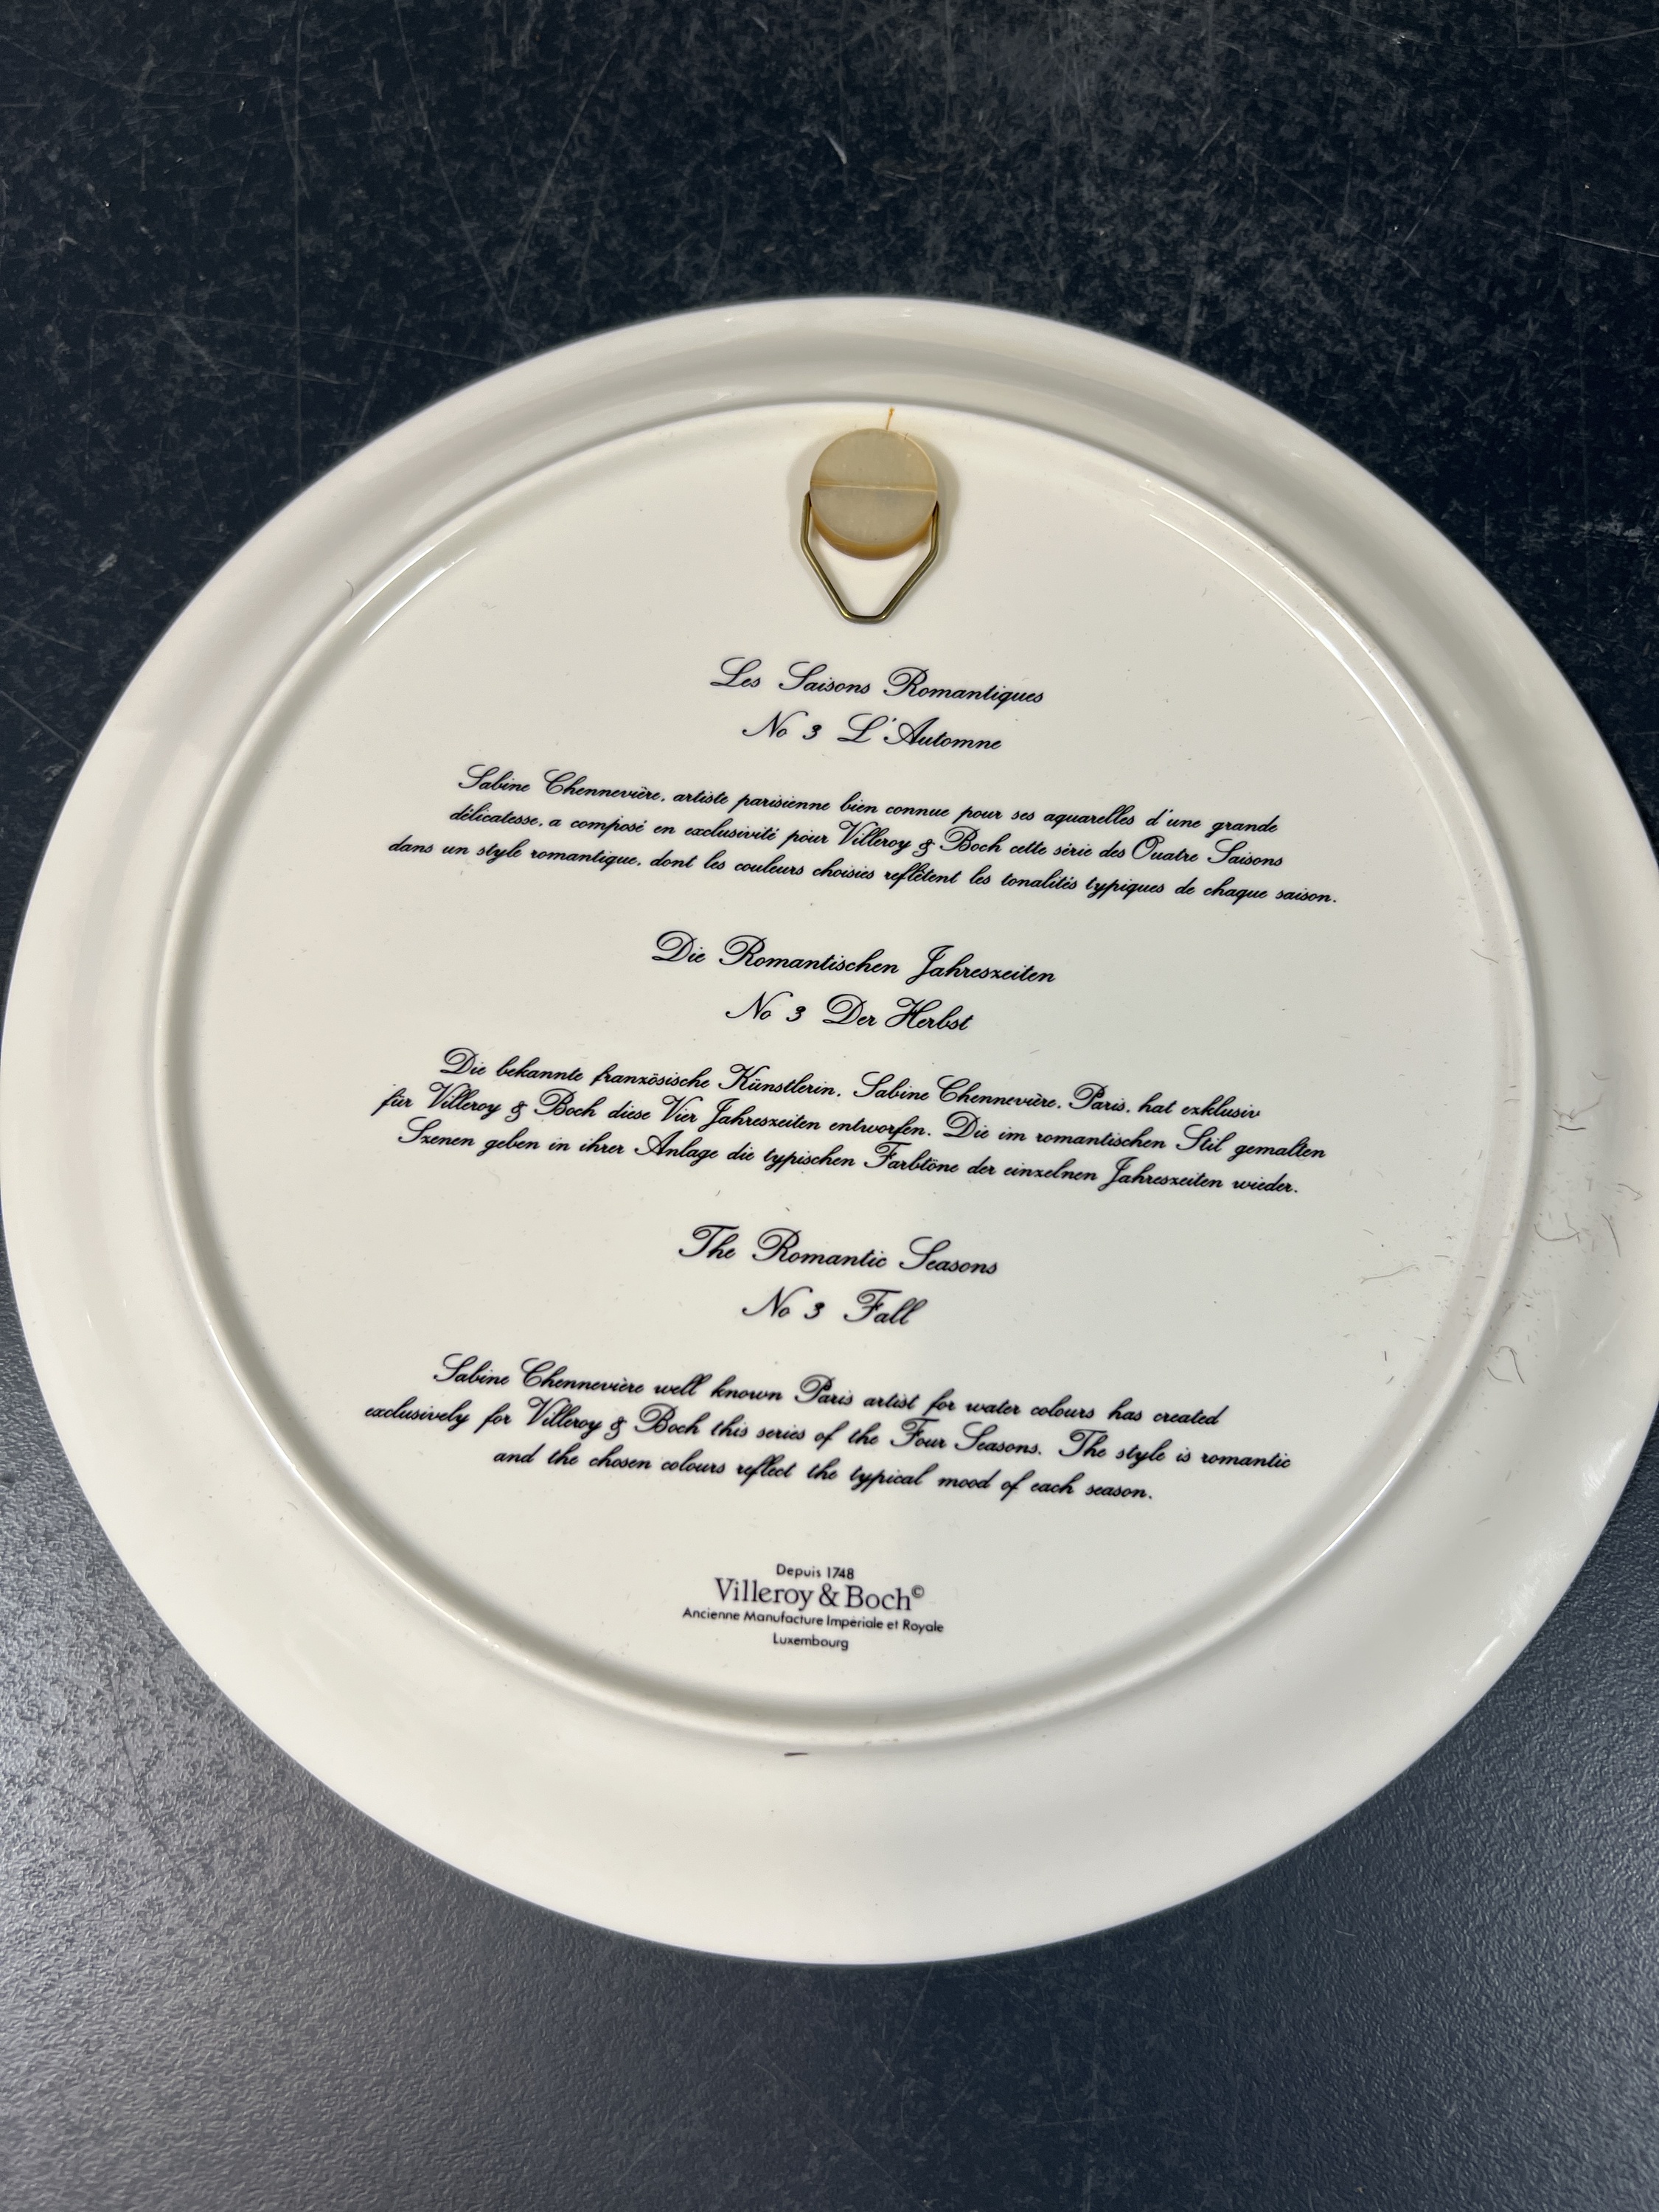 Les Saisons Romantiques
No 3 L'Automne
Sabine Chennevière, artiste parisienne bien connue pour ses aquarelles d'une grande
délicatesse, a composé en exclusivité pour Villeroy & Boch cette série des Quatre Saisons
dans un style romantique, dont les couleurs choisies reflètent les tonalités typiques de chaque saison.
Die Romantischen Jahreszeiten
No 3 Der Herbst
Die bekannte französische Künstlerin, Sabine Chennevière, Paris, hat exklusiv
für Villeroy & Boch diese Vier Jahreszeiten entworfen. Die im romantischen Stil gemalten
Szenen geben in ihrer Anlage die typischen Farbtöne der einzelnen Jahreszeiten wieder.
The Romantic Seasons
No 3 Fall
Sabine Chennevière well known Paris artist for water colours has created
exclusively for Villeroy & Boch this series of the Four Seasons. The style is romantic
and the chosen colours reflect the typical mood of each season.
Depuis 1748
Villeroy & Boch©
Ancienne Manufacture Impériale et Royale
Luxembourg